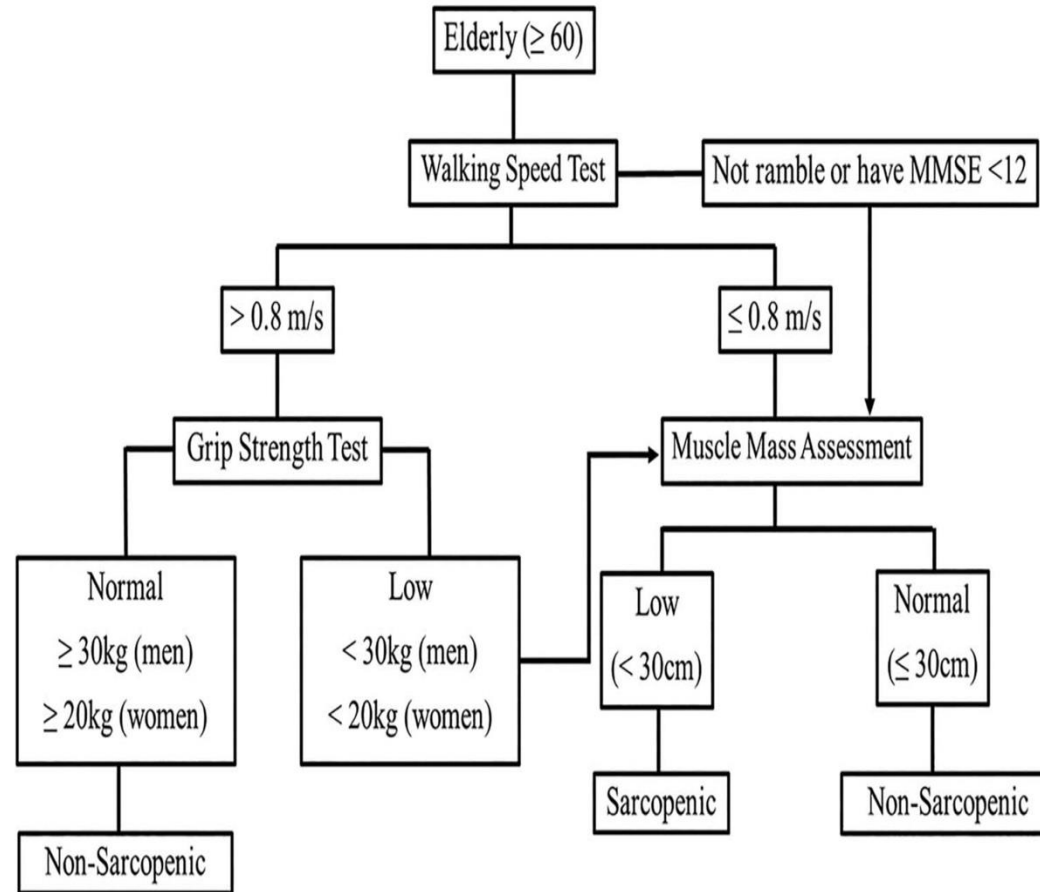 Elderly (≥ 60)
Walking Speed Test
Not ramble or have MMSE <12
> 0.8 m/s
≤ 0.8 m/s
Grip Strength Test
Muscle Mass Assessment
Normal
≥ 30kg (men)
≥ 20kg (women)
Low
< 30kg (men)
< 20kg (women)
Low
(< 30cm)
Normal
(≤ 30cm)
Sarcopenic
Non-Sarcopenic
Non-Sarcopenic